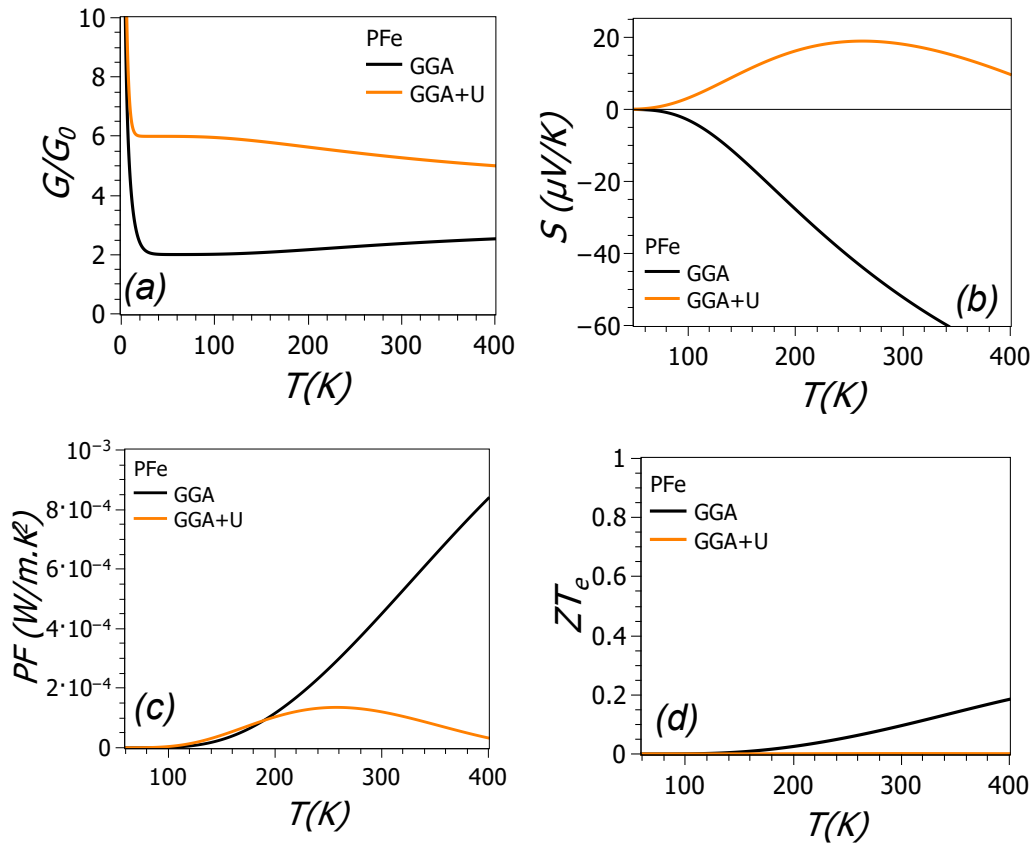 10
8
6
4
2
0
G/G₀
PFe
GGA
GGA+U
(a)
0
100
200
300
400
T(K)
20
0
−20
−40
−60
S (μV/K)
PFe
GGA
GGA+U
(b)
100
200
300
400
T(K)
10⁻³
8·10⁻⁴
6·10⁻⁴
4·10⁻⁴
2·10⁻⁴
0
PF (W/m.K²)
PFe
GGA
GGA+U
(c)
100
200
300
400
T(K)
1
0.8
0.6
0.4
0.2
0
ZTₑ
PFe
GGA
GGA+U
(d)
100
200
300
400
T(K)